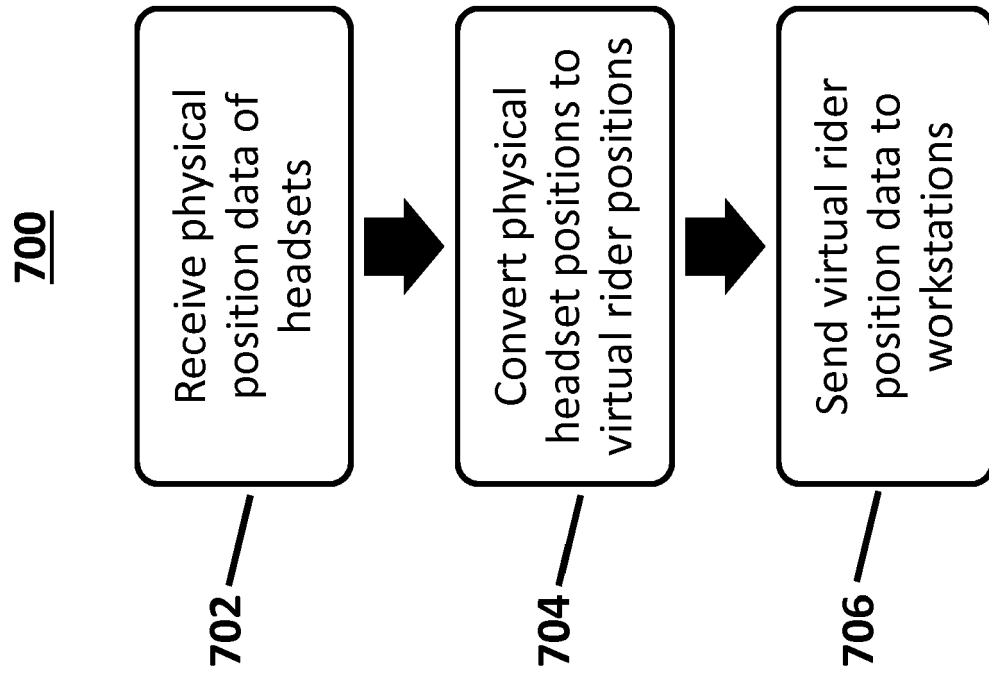 700
702
Receive physical
position data of
headsets
704
Convert physical
headset positions to
virtual rider positions
706
Send virtual rider
position data to
workstations